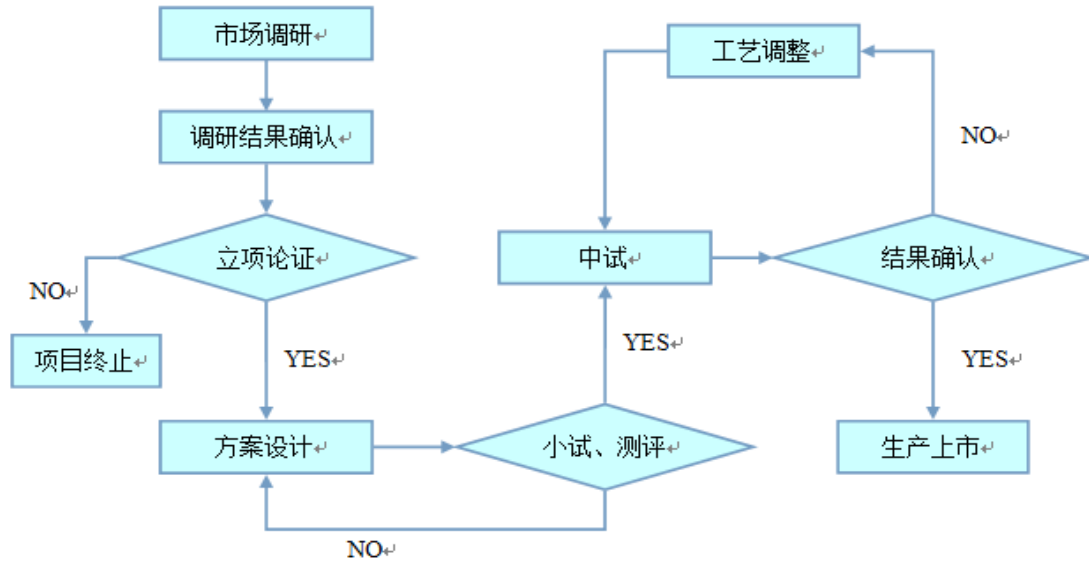 市场调研
调研结果确认
立项论证
NO
项目终止
YES
方案设计
小试、测评
NO
YES
中试
工艺调整
结果确认
NO
YES
生产上市